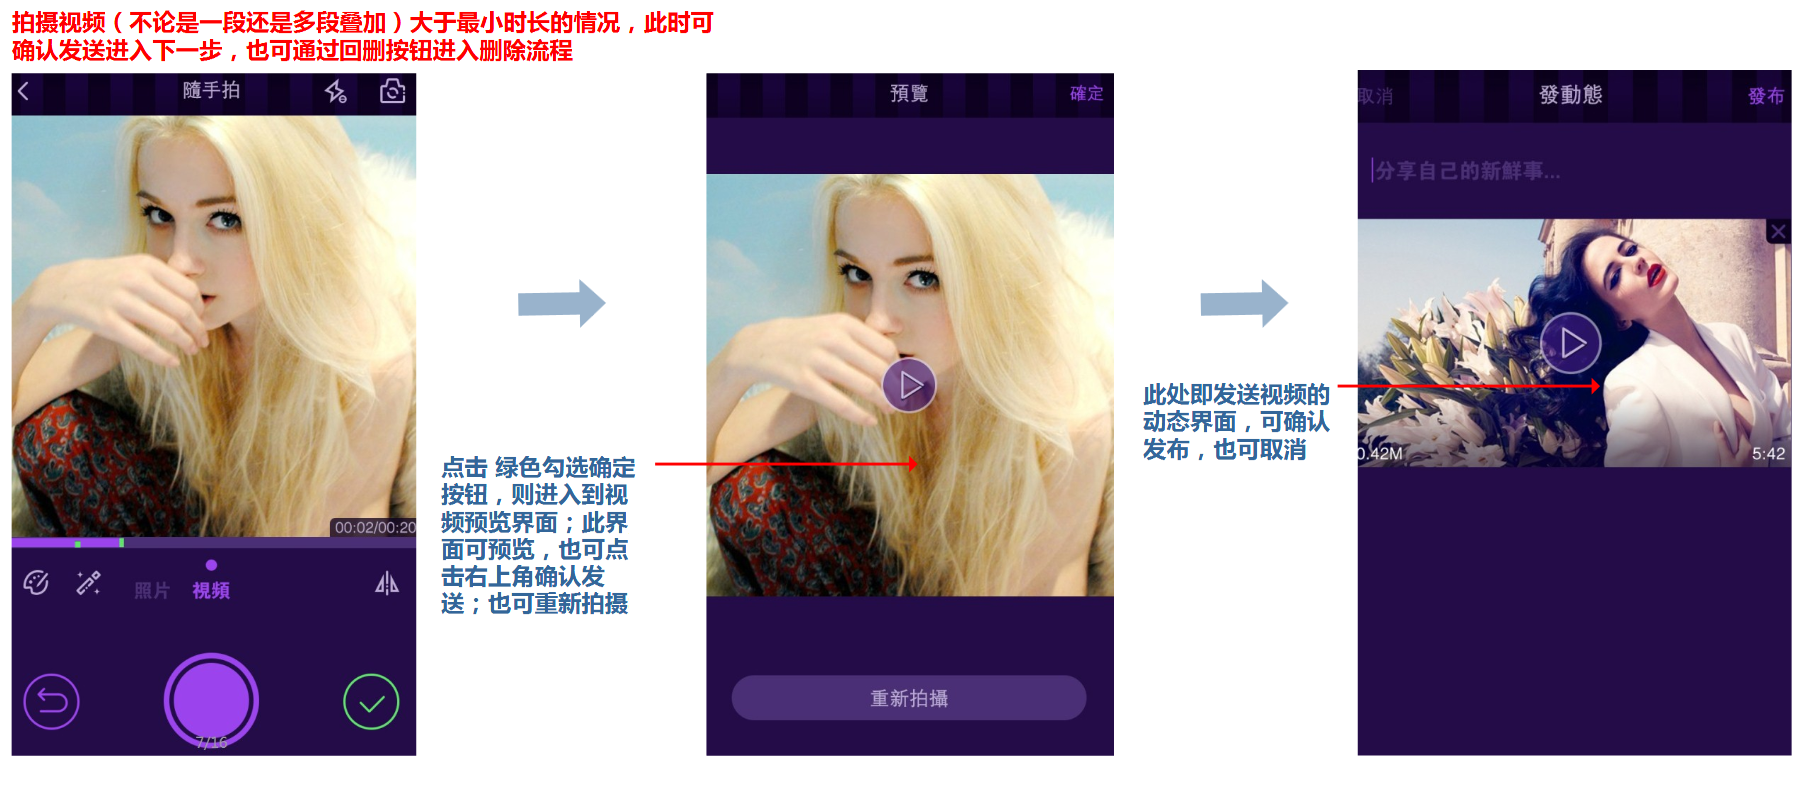 拍摄视频（不论是一段还是多段叠加）大于最小时长的情况，此时可
确认发送进入下一步，也可通过回删按钮进入删除流程
隨手拍
00:02/00:20
照片
視頻
7/16
点击 绿色勾选确定
按钮，则进入到视
频预览界面；此界
面可预览，也可点
击右上角确认发
送；也可重新拍摄
預覽
確定
重新拍攝
此处即发送视频的
动态界面，可确认
发布，也可取消
取消
發動態
發布
分享自己的新鮮事...
0.42M
5:42